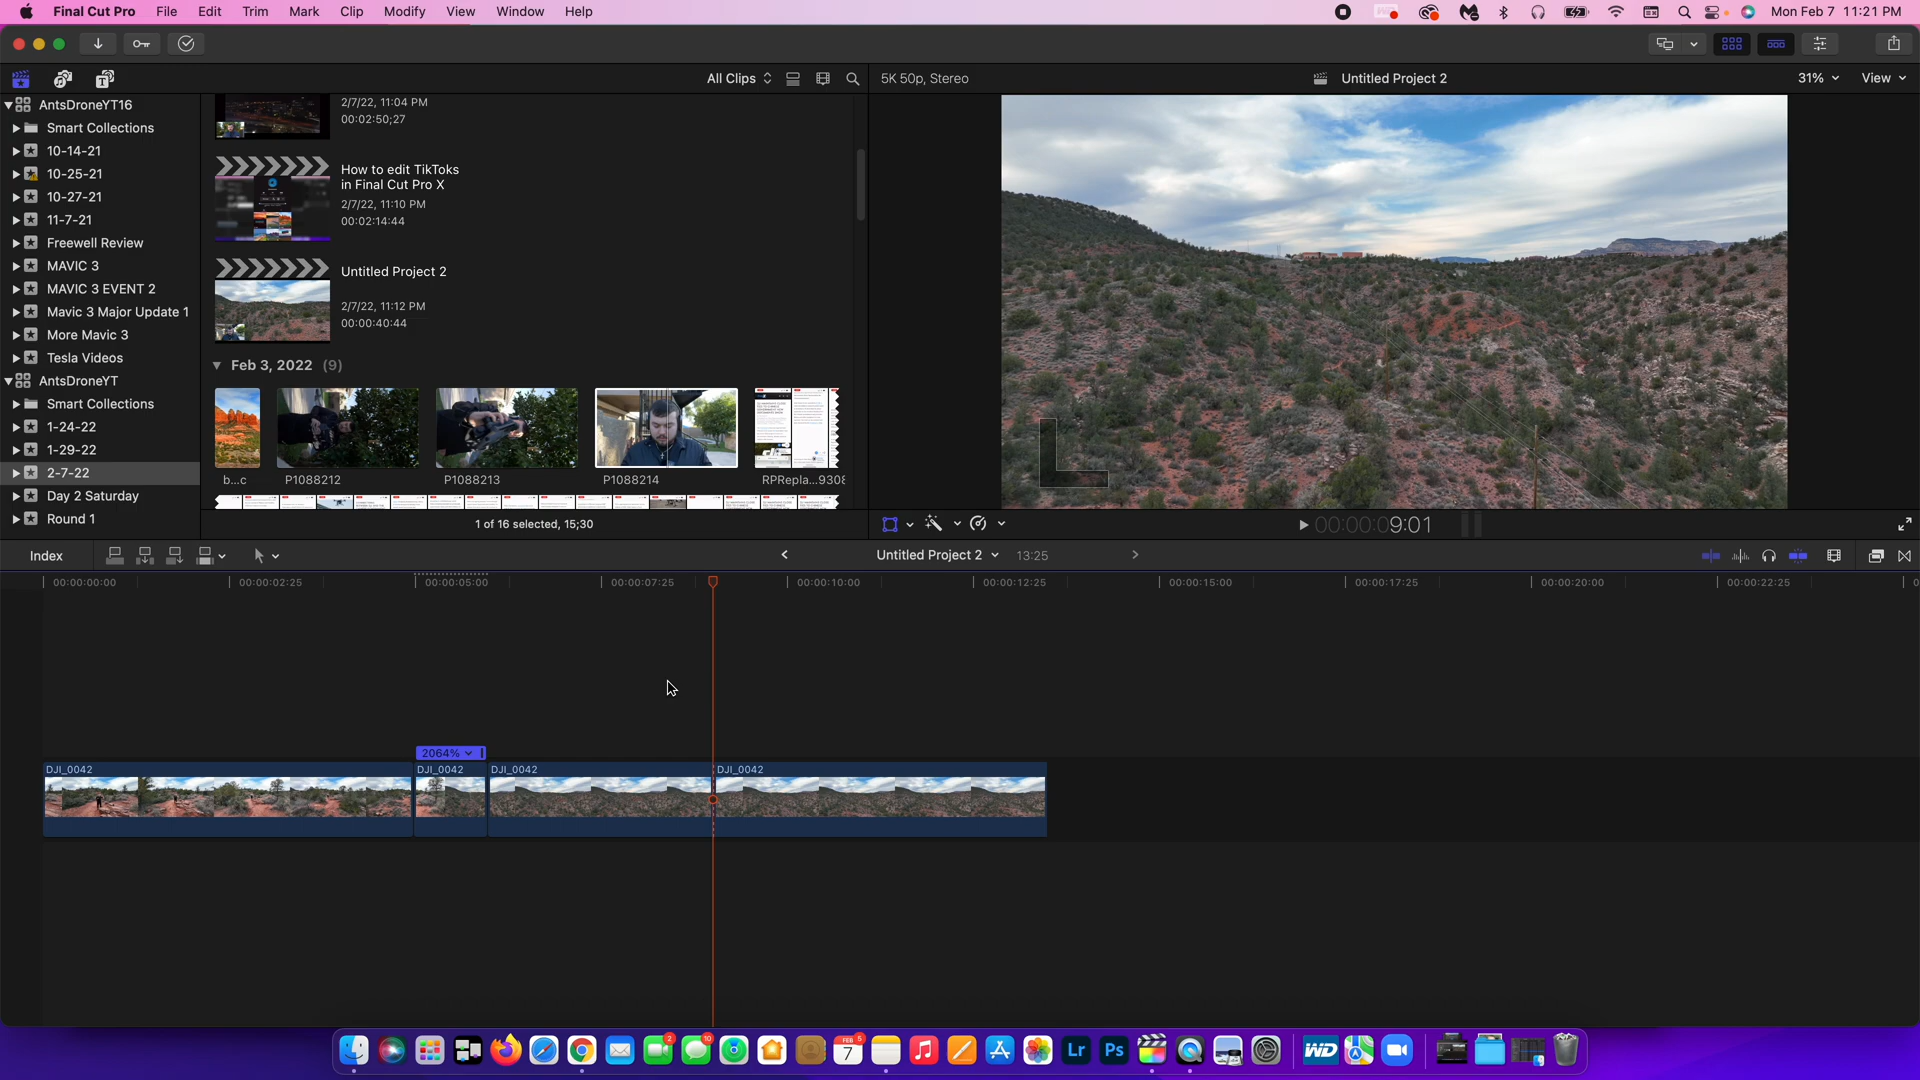 Final Cut Pro File Edit Trim Mark Clip Modify View Window Help Mon Feb 7 11:21 PM
All Clips 5K 50p, Stereo Untitled Project 2 31% View
AntsDroneYT16
Smart Collections
10-14-21
10-25-21
10-27-21
11-7-21
Freewell Review
MAVIC 3
MAVIC 3 EVENT 2
Mavic 3 Major Update 1
More Mavic 3
Tesla Videos
AntsDroneYT
Smart Collections
1-24-22
1-29-22
2-7-22
Day 2 Saturday
Round 1
2/7/22, 11:04 PM
00:02:50;27
How to edit TikToks
in Final Cut Pro X
2/7/22, 11:10 PM
00:02:14:44
Untitled Project 2
2/7/22, 11:12 PM
00:00:40:44
Feb 3, 2022 (9)
b...c P1088212 P1088213 P1088214 RPRepla...9308
1 of 16 selected, 15;30
00:00:09:01
Index Untitled Project 2 13:25
00:00:00:00 00:00:02:25 00:00:05:00 00:00:07:25 00:00:10:00 00:00:12:25 00:00:15:00 00:00:17:25 00:00:20:00 00:00:22:25
2064%
DJI_0042 DJI_0042 DJI_0042 DJI_0042
2 10 FEB 7 5 Lr Ps WD